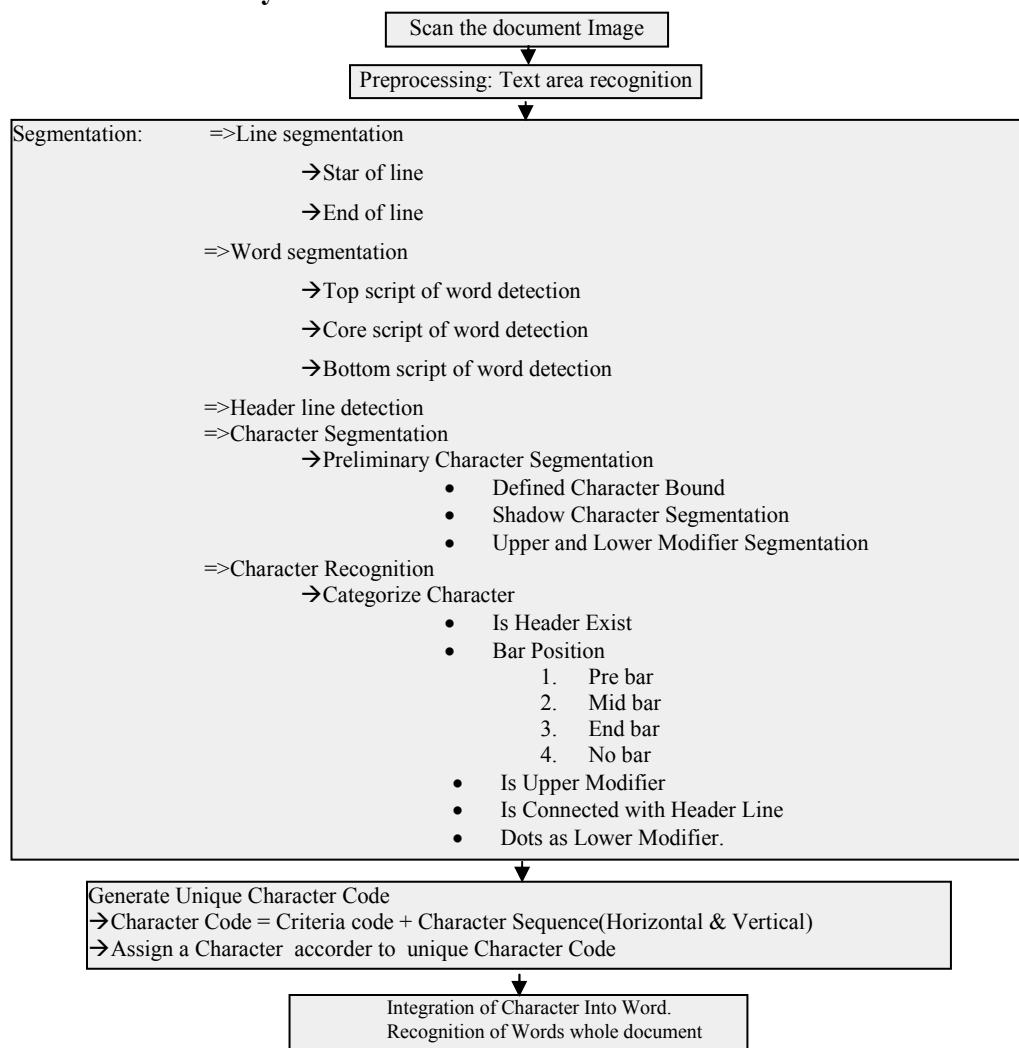 Scan the document Image
Preprocessing: Text area recognition
Segmentation: =>Line segmentation
→Star of line
→End of line
=>Word segmentation
→Top script of word detection
→Core script of word detection
→Bottom script of word detection
=>Header line detection
=>Character Segmentation
→Preliminary Character Segmentation
• Defined Character Bound
• Shadow Character Segmentation
• Upper and Lower Modifier Segmentation
=>Character Recognition
→Categorize Character
• Is Header Exist
• Bar Position
1. Pre bar
2. Mid bar
3. End bar
4. No bar
• Is Upper Modifier
• Is Connected with Header Line
• Dots as Lower Modifier.
Generate Unique Character Code
→Character Code = Criteria code + Character Sequence(Horizontal & Vertical)
→Assign a Character accorder to unique Character Code
Integration of Character Into Word.
Recognition of Words whole document